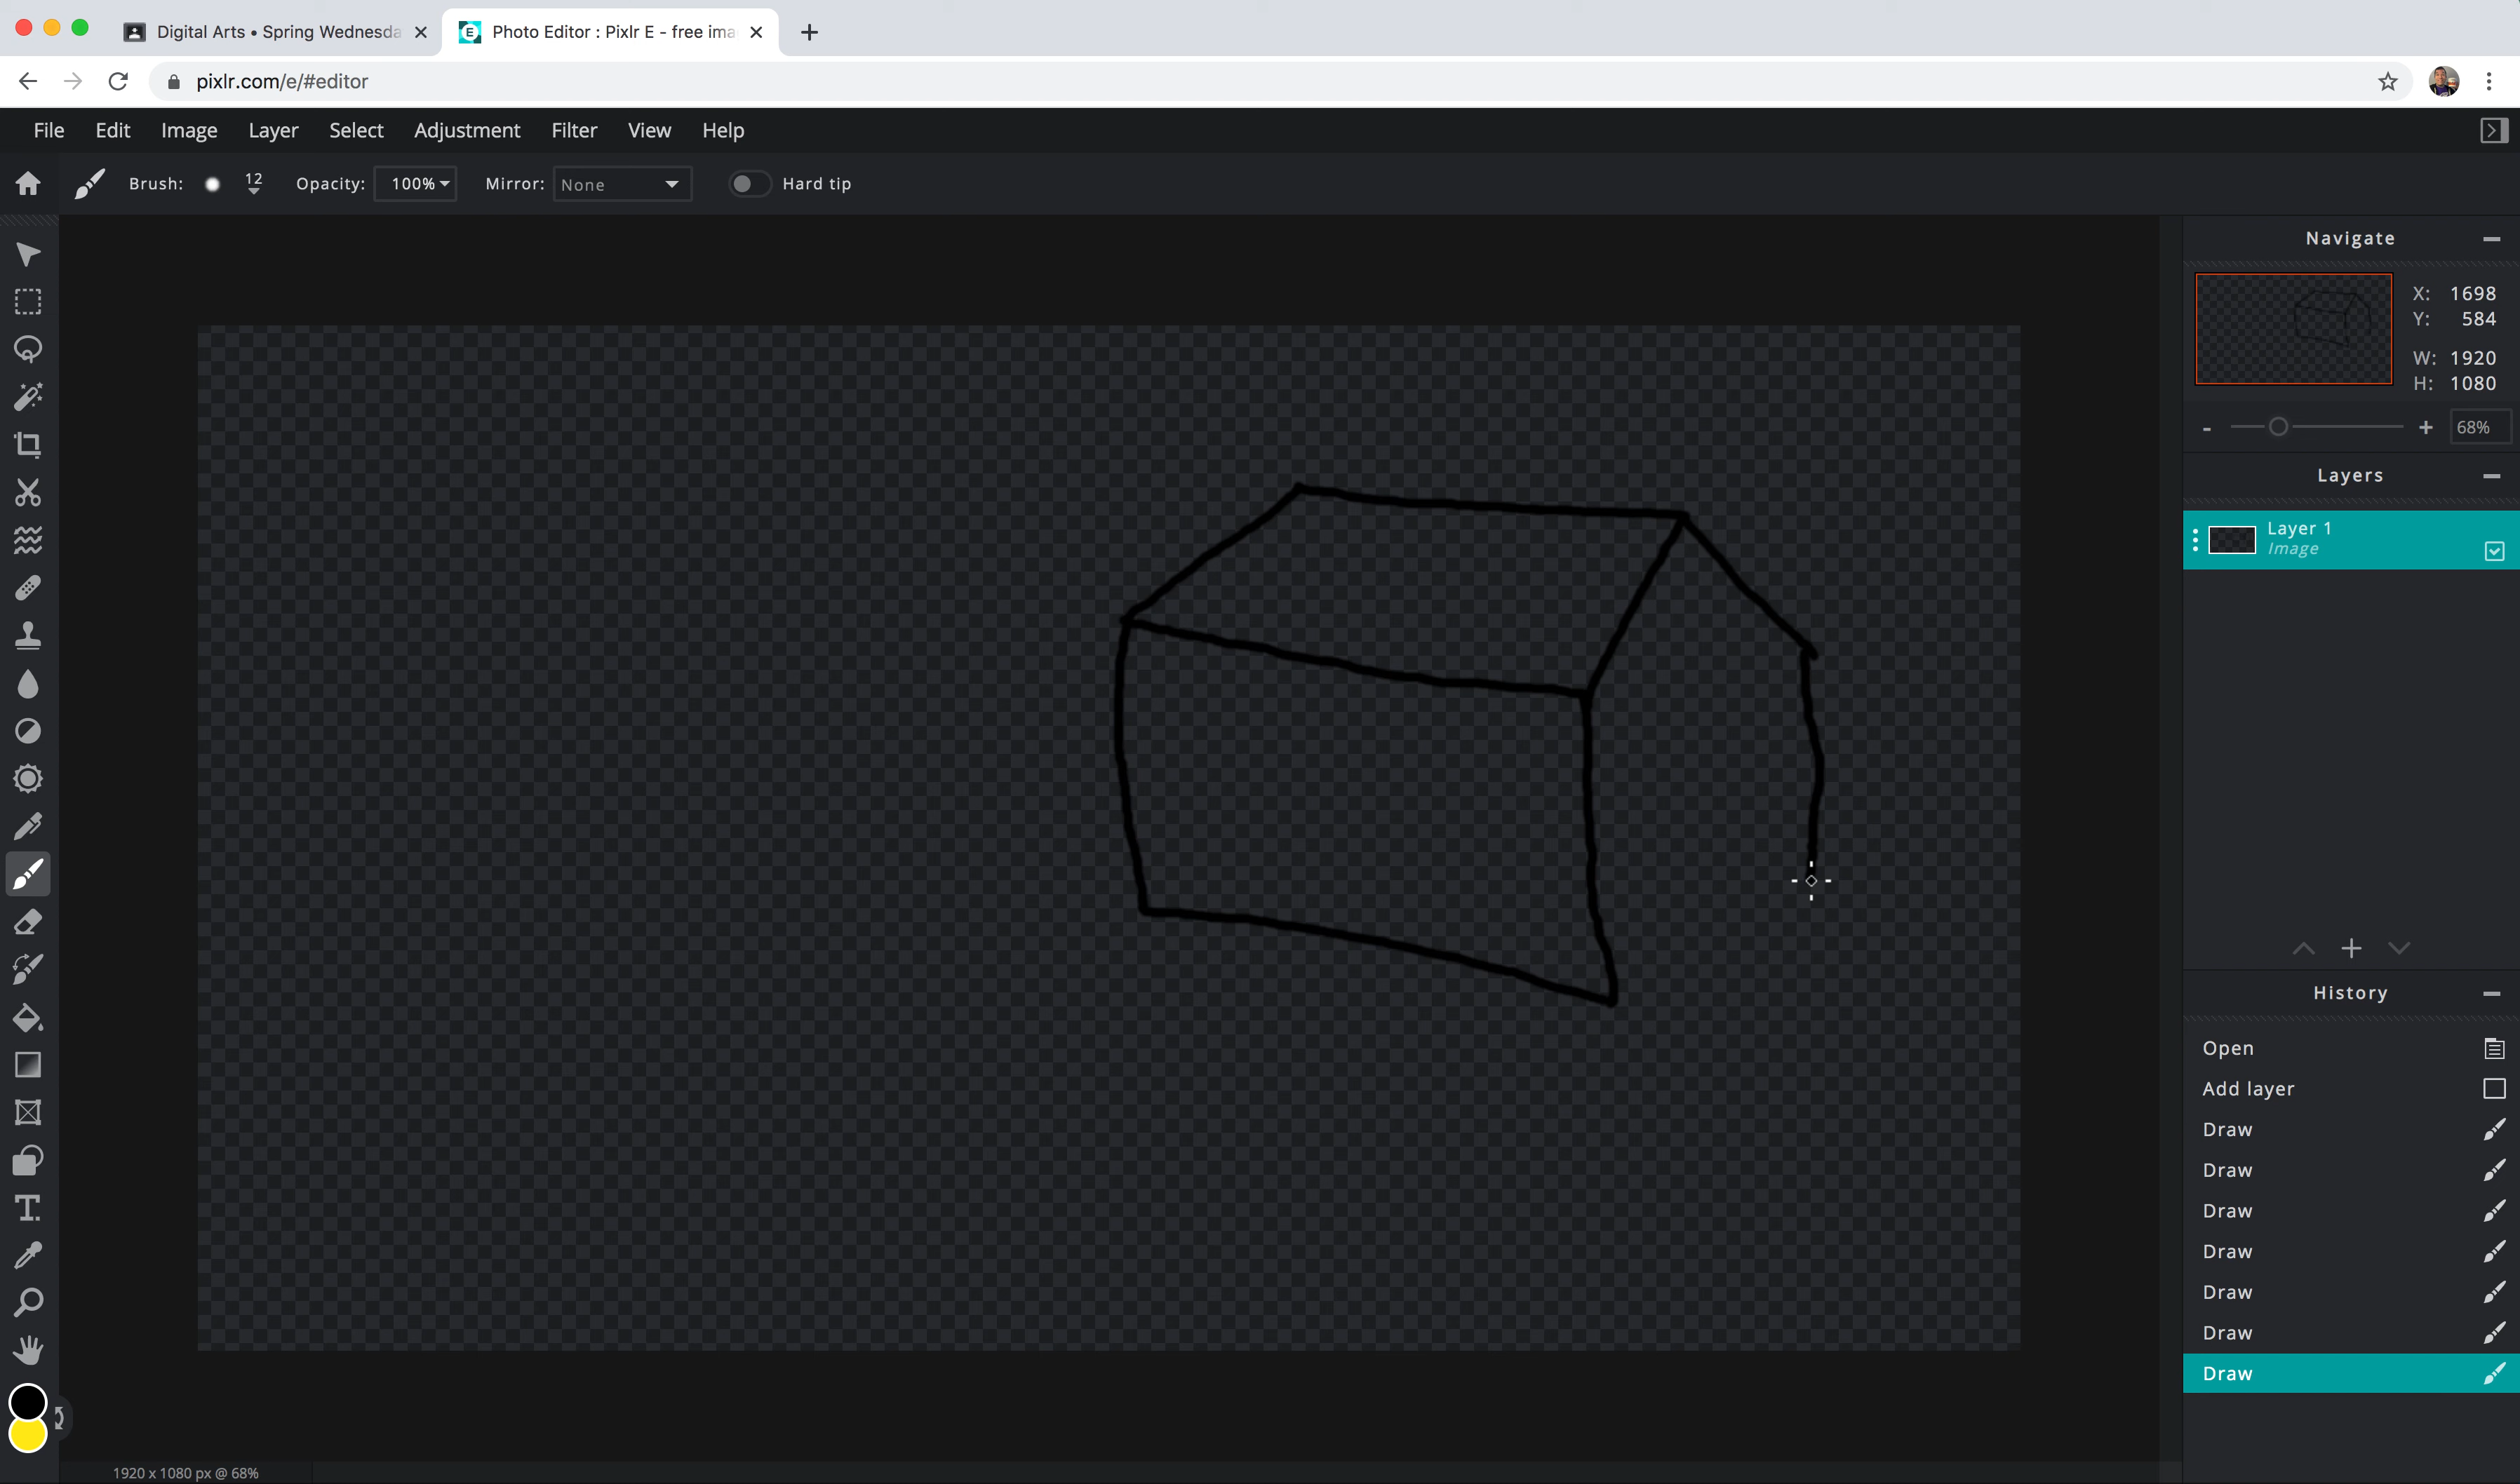 Digital Arts • Spring Wednesda
Photo Editor : Pixlr E - free ima
pixlr.com/e/#editor
File Edit Image Layer Select Adjustment Filter View Help
Brush: 12 Opacity: 100% Mirror: None Hard tip
Navigate
X: 1698
Y: 584
W: 1920
H: 1080
- + 68%
Layers
Layer 1
Image
History
Open
Add layer
Draw
Draw
Draw
Draw
Draw
Draw
Draw
1920 x 1080 px @ 68%